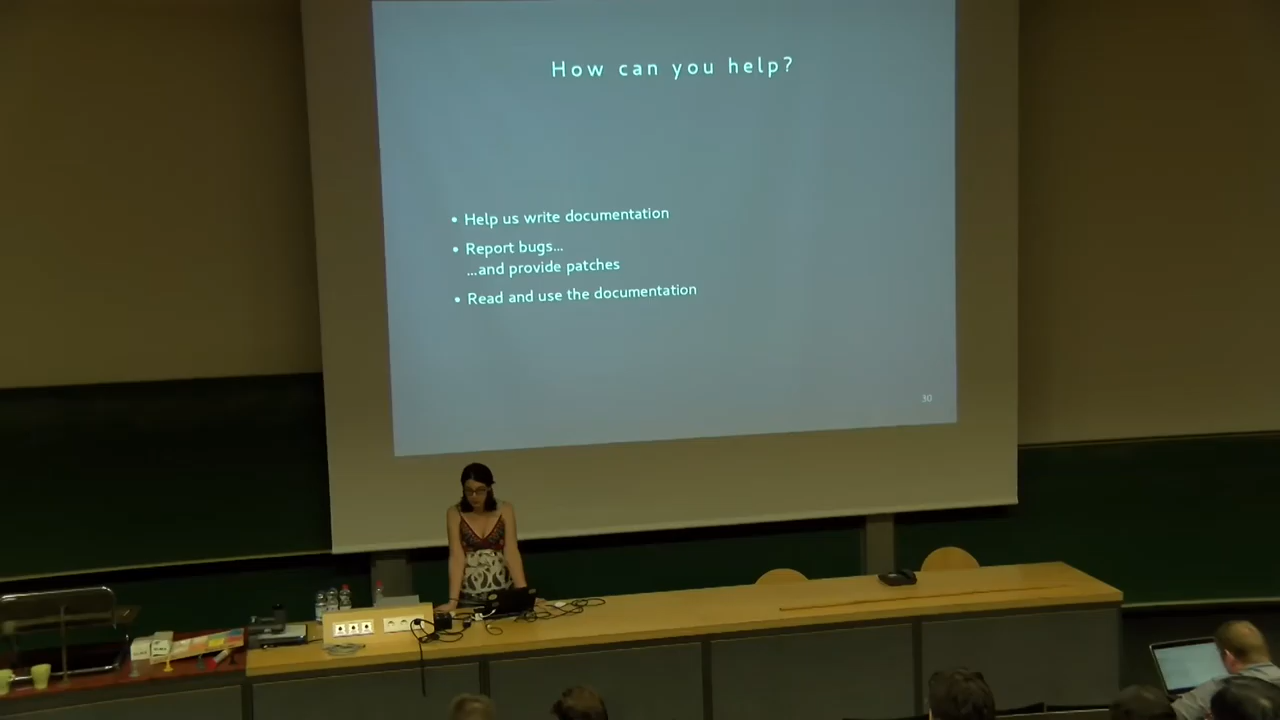 How can you help?
• Help us write documentation
• Report bugs...
...and provide patches
• Read and use the documentation
30